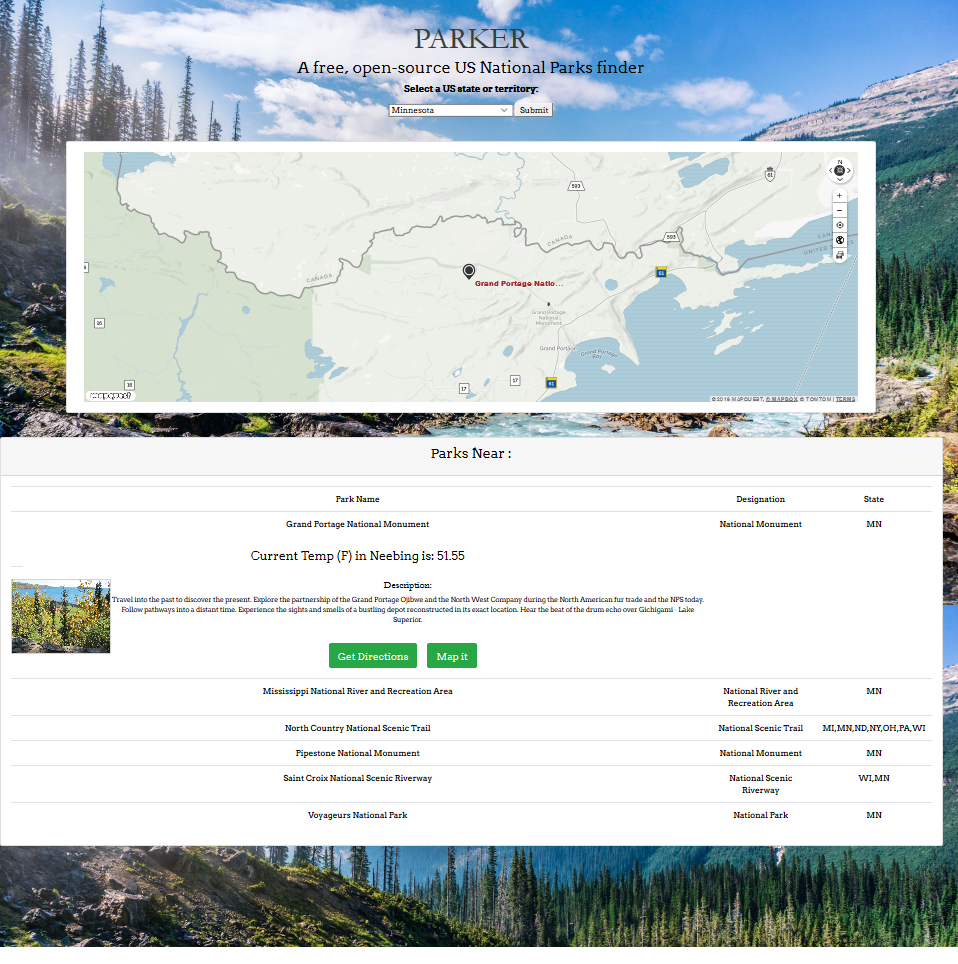 PARKER
A free, open-source US National Parks finder
Select a US state or territory:
Minnesota
Submit
61
593
N
593
CANADA
CANADA
61
Grand Portage Natio...
Grand Portage
National
Monument
16
Grand Portage
Grand Portage
Bay
16
17
17
61
mapquest
©2019 MAPQUEST, © MAPBOX, © TOMTOM | TERMS
Parks Near :
Park Name Designation State
Grand Portage National Monument National Monument MN
Current Temp (F) in Neebing is: 51.55
Description:
Travel into the past to discover the present. Explore the partnership of the Grand Portage Ojibwe and the North West Company during the North American fur trade and the NPS today.
Follow pathways into a distant time. Experience the sights and smells of a bustling depot reconstructed in its exact location. Hear the beat of the drum echo over Gichigami - Lake
Superior.
Get Directions
Map it
Mississippi National River and Recreation Area National River and MN
Recreation Area
North Country National Scenic Trail National Scenic Trail MI,MN,ND,NY,OH,PA,WI
Pipestone National Monument National Monument MN
Saint Croix National Scenic Riverway National Scenic WI,MN
Riverway
Voyageurs National Park National Park MN